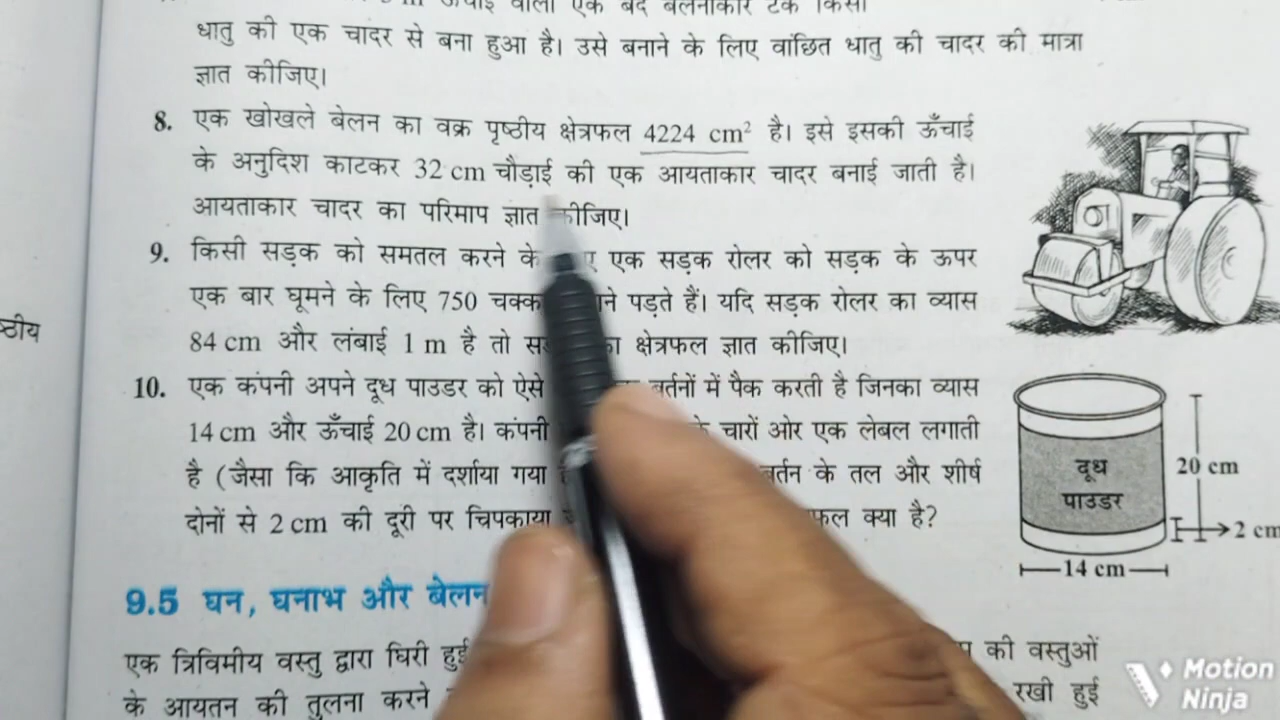 ऊँचाई वाला एक बंद बेलनाकार टैंक किसी
धातु की एक चादर से बना हुआ है। उसे बनाने के लिए वांछित धातु की चादर की मात्रा
ज्ञात कीजिए।
8. एक खोखले बेलन का वक्र पृष्ठीय क्षेत्रफल 4224 cm² है। इसे इसकी ऊँचाई
के अनुदिश काटकर 32 cm चौड़ाई की एक आयताकार चादर बनाई जाती है।
आयताकार चादर का परिमाप ज्ञात कीजिए।
9. किसी सड़क को समतल करने के एक सड़क रोलर को सड़क के ऊपर
एक बार घूमने के लिए 750 पड़ते हैं। यदि सड़क रोलर का व्यास
84 cm और लंबाई 1 m है तो का क्षेत्रफल ज्ञात कीजिए।
10. एक कंपनी अपने दूध पाउडर को ऐसे बर्तनों में पैक करती है जिनका व्यास
14 cm और ऊँचाई 20 cm है। कंपनी के चारों ओर एक लेबल लगाती
है (जैसा कि आकृति में दर्शाया गया बर्तन के तल और शीर्ष
दोनों से 2 cm की दूरी पर चिपकाया क्या है?
दूध
पाउडर
20 cm
2 cm
14 cm
9.5 घन, घनाभ और बेलन
एक त्रिविमीय वस्तु द्वारा घिरी हुई की वस्तुओं
के आयतन की तुलना करने रखी हुई
ष्ठीय
Motion
Ninja